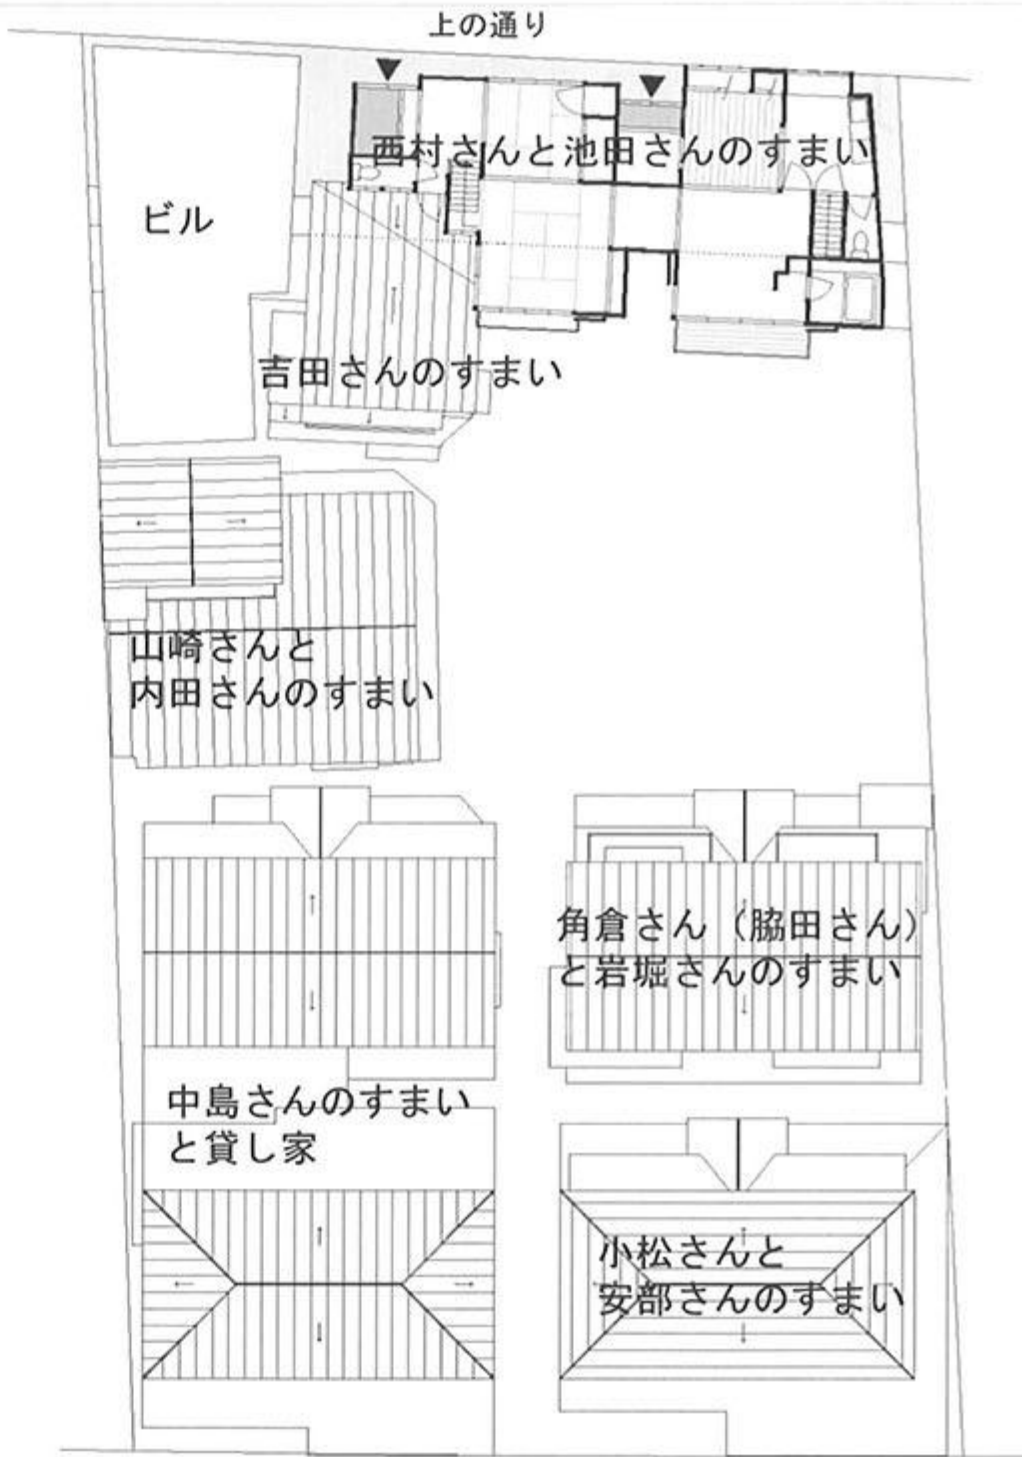 上の通り
西村さんと池田さんのすまい
ビル
吉田さんのすまい
山崎さんと
内田さんのすまい
角倉さん（脇田さん）
と岩堀さんのすまい
中島さんのすまい
と貸し家
小松さんと
安部さんのすまい